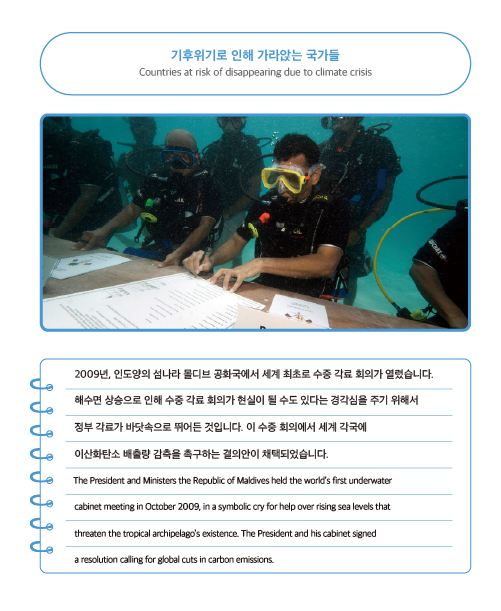 기후위기로 인해 가라앉는 국가들
Countries at risk of disappearing due to climate crisis
2009년, 인도양의 섬나라 몰디브 공화국에서 세계 최초로 수중 각료 회의가 열렸습니다.
해수면 상승으로 인해 수중 각료 회의가 현실이 될 수도 있다는 경각심을 주기 위해서
정부 각료가 바닷속으로 뛰어든 것입니다. 이 수중 회의에서 세계 각국에
이산화탄소 배출량 감축을 촉구하는 결의안이 채택되었습니다.
The President and Ministers the Republic of Maldives held the world's first underwater
cabinet meeting in October 2009, in a symbolic cry for help over rising sea levels that
threaten the tropical archipelago's existence. The President and his cabinet signed
a resolution calling for global cuts in carbon emissions.